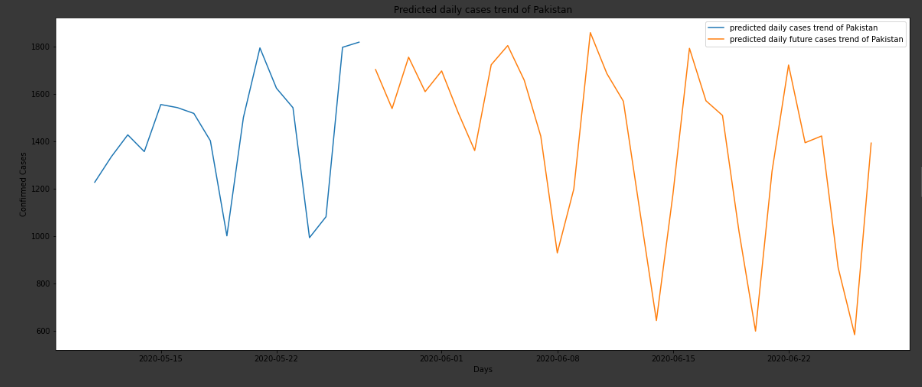 Predicted daily cases trend of Pakistan
predicted daily cases trend of Pakistan
predicted daily future cases trend of Pakistan
1800
1600
1400
1200
1000
800
600
Confirmed Cases
2020-05-15 2020-05-22 2020-06-01 2020-06-08 2020-06-15 2020-06-22
Days